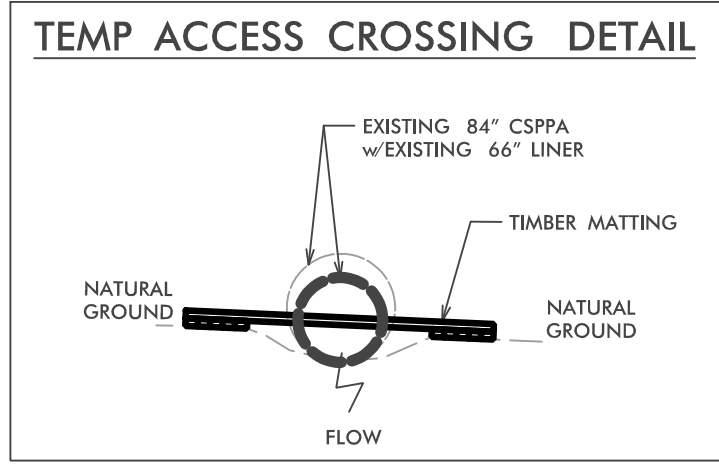 TEMP ACCESS CROSSING DETAIL
EXISTING 84" CSPPA
w/EXISTING 66" LINER
TIMBER MATTING
NATURAL
GROUND
NATURAL
GROUND
FLOW